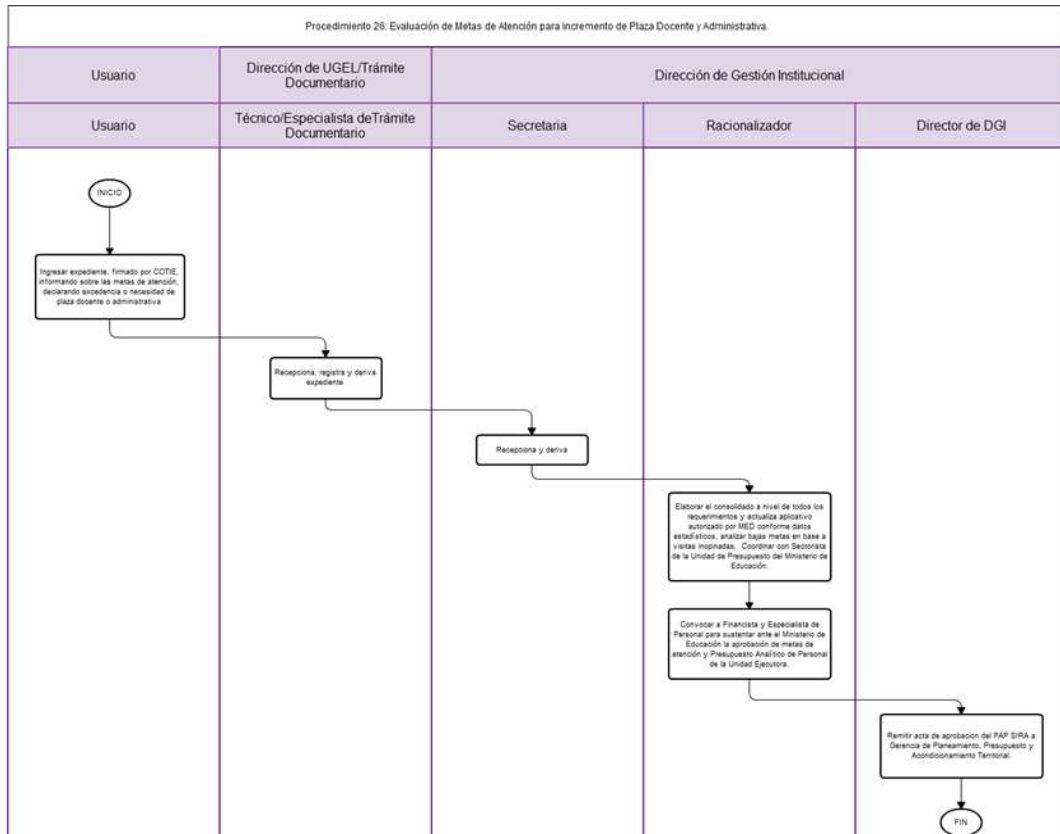 Procedimiento 26: Evaluación de Metas de Atención para incremento de Plaza Docente y Administrativa.
Usuario
Dirección de UGEL/Trámite
Documentario
Dirección de Gestión Institucional
Usuario
Técnico/Especialista deTrámite
Documentario
Secretaria
Racionalizador
Director de DGI
INICIO
Ingresar expediente, firmado por COTIE,
informando sobre las metas de atención,
declarando excedencia o necesidad de
plaza docente o administrativa
Recepciona, registra y deriva
expediente
Recepciona y deriva
Elaborar el consolidado a nivel de todos los
requerimientos y actualiza aplicativo
autorizado por MED conforme datos
estadísticos, analizar bajas metas en base a
visitas inopinadas, Coordinar con Sectorista
de la Unidad de Presupuesto del Ministerio de
Educación.
Convocar a Financista y Especialista de
Personal para sustentar ante el Ministerio de
Educación la aprobación de metas de
atención y Presupuesto Analítico de Personal
de la Unidad Ejecutora.
Remitir acta de aprobacion del PAP SIRA a
Gerencia de Planeamiento, Presupuesto y
Acondicionamiento Territorial.
FIN